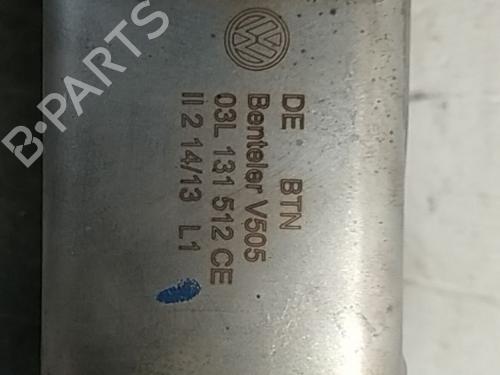 DE BTN
Benteler V505
03L 131 512 CE
II 2 14/13 L1
B-PARTS